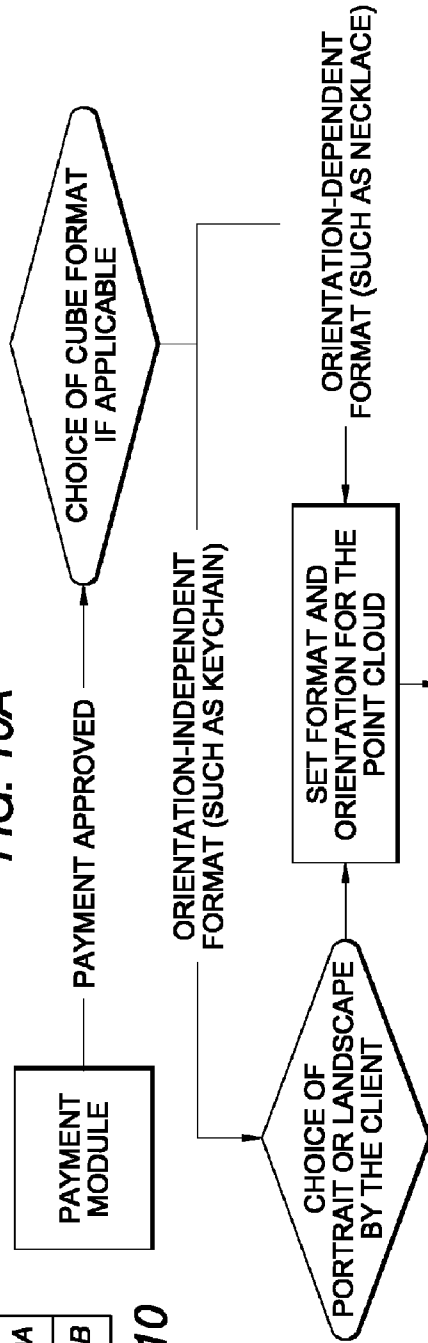 FIG. 10A
A
B
10
PAYMENT
MODULE
PAYMENT APPROVED
CHOICE OF CUBE FORMAT
IF APPLICABLE
ORIENTATION-INDEPENDENT
FORMAT (SUCH AS KEYCHAIN)
ORIENTATION-DEPENDENT
FORMAT (SUCH AS NECKLACE)
CHOICE OF
PORTRAIT OR LANDSCAPE
BY THE CLIENT
SET FORMAT AND
ORIENTATION FOR THE
POINT CLOUD